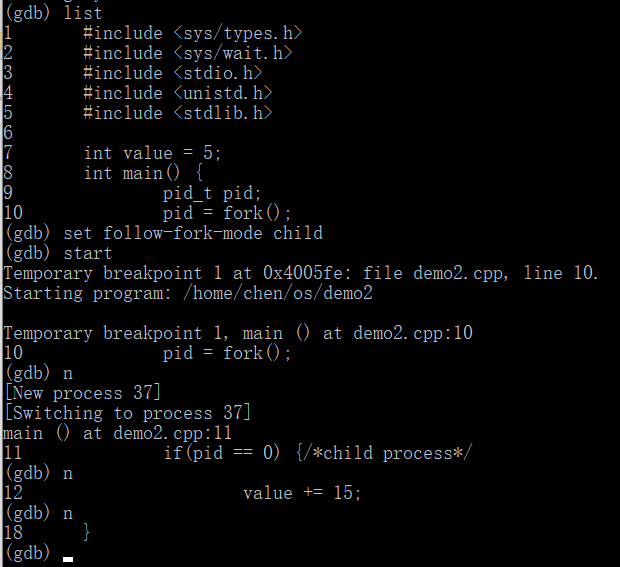 (gdb) list
1       #include <sys/types.h>
2       #include <sys/wait.h>
3       #include <stdio.h>
4       #include <unistd.h>
5       #include <stdlib.h>
6
7       int value = 5;
8       int main() {
9               pid_t pid;
10              pid = fork();
(gdb) set follow-fork-mode child
(gdb) start
Temporary breakpoint 1 at 0x4005fe: file demo2.cpp, line 10.
Starting program: /home/chen/os/demo2
Temporary breakpoint 1, main () at demo2.cpp:10
10              pid = fork();
(gdb) n
[New process 37]
[Switching to process 37]
main () at demo2.cpp:11
11              if(pid == 0) {/*child process*/
(gdb) n
12                      value += 15;
(gdb) n
18      }
(gdb)